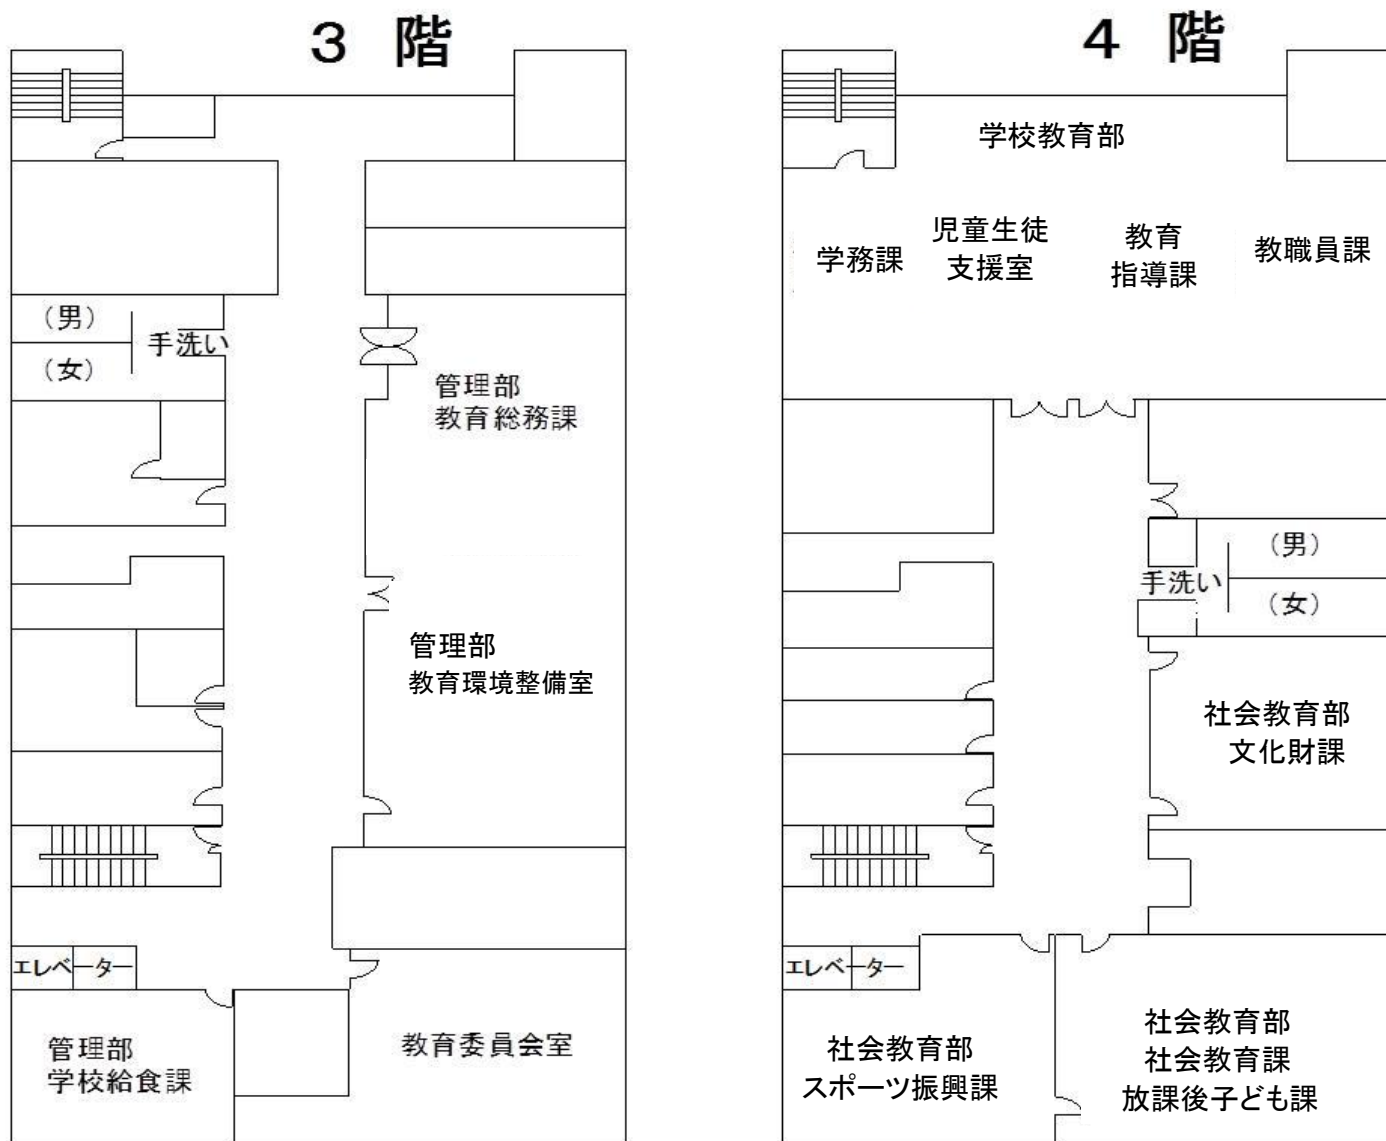 ３ 階
（男）
手洗い
（女）
管理部
教育総務課
管理部
教育環境整備室
エレベーター
管理部
学校給食課
教育委員会室
４ 階
学校教育部
学務課
児童生徒
支援室
教育
指導課
教職員課
（男）
手洗い
（女）
社会教育部
文化財課
エレベーター
社会教育部
スポーツ振興課
社会教育部
社会教育課
放課後子ども課